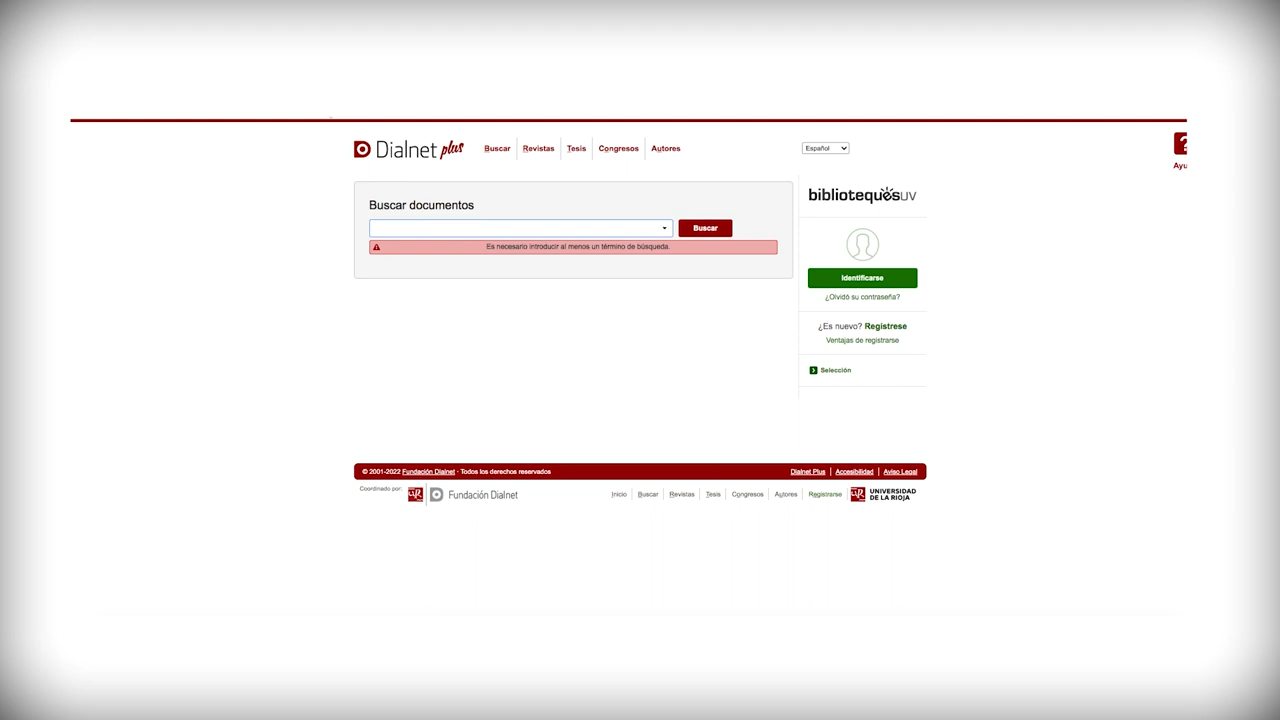 Dialnet plus
Buscar Revistas Tesis Congresos Autores
Español
Buscar documentos
Buscar
Es necesario introducir al menos un término de búsqueda.
bibliotequesUV
Identificarse
¿Olvidó su contraseña?
¿Es nuevo? Regístrese
Ventajas de registrarse
Selección
© 2001-2022 Fundación Dialnet · Todos los derechos reservados
Dialnet Plus Accesibilidad Aviso Legal
Coordinado por:
Fundación Dialnet
Inicio Buscar Revistas Tesis Congresos Autores Registrarse
UNIVERSIDAD
DE LA RIOJA